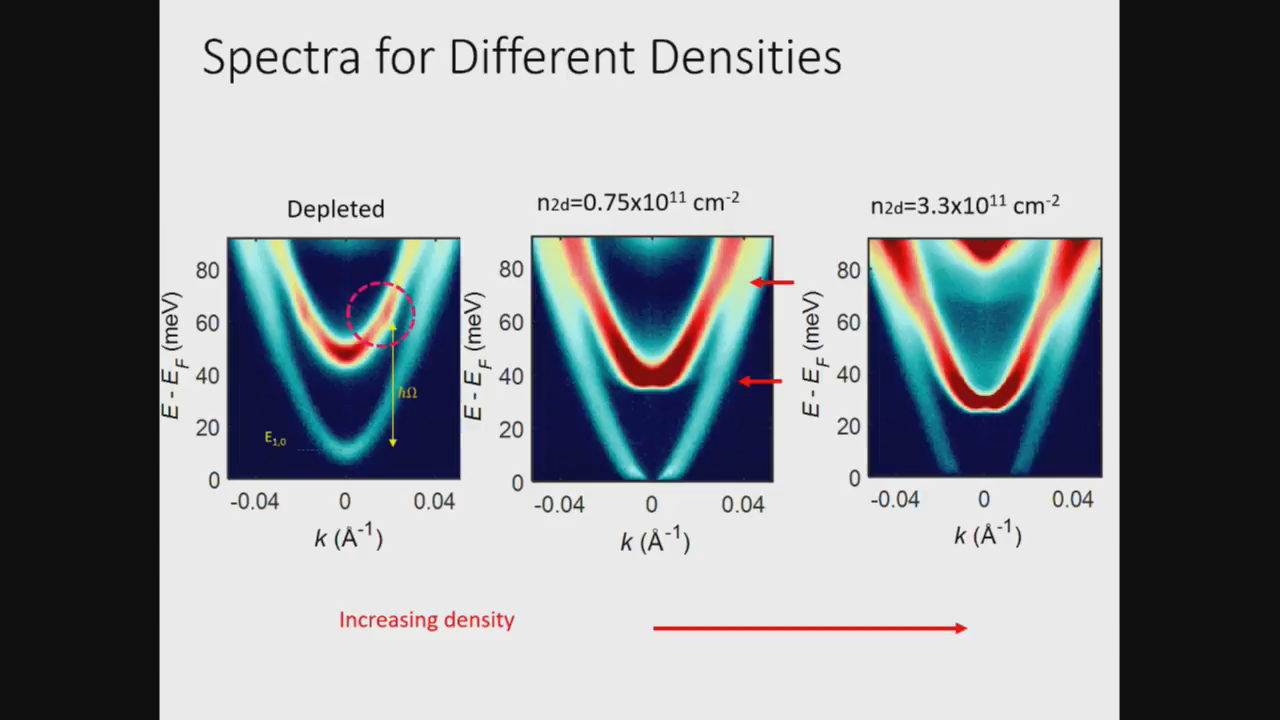 Spectra for Different Densities
Depleted
n2d=0.75x10¹¹ cm⁻²
n2d=3.3x10¹¹ cm⁻²
E - E_F (meV)
80
60
40
20
0
ℏΩ
E₁,₀
-0.04 0 0.04
k (Å⁻¹)
E - E_F (meV)
80
60
40
20
0
-0.04 0 0.04
k (Å⁻¹)
E - E_F (meV)
80
60
40
20
0
-0.04 0 0.04
k (Å⁻¹)
Increasing density